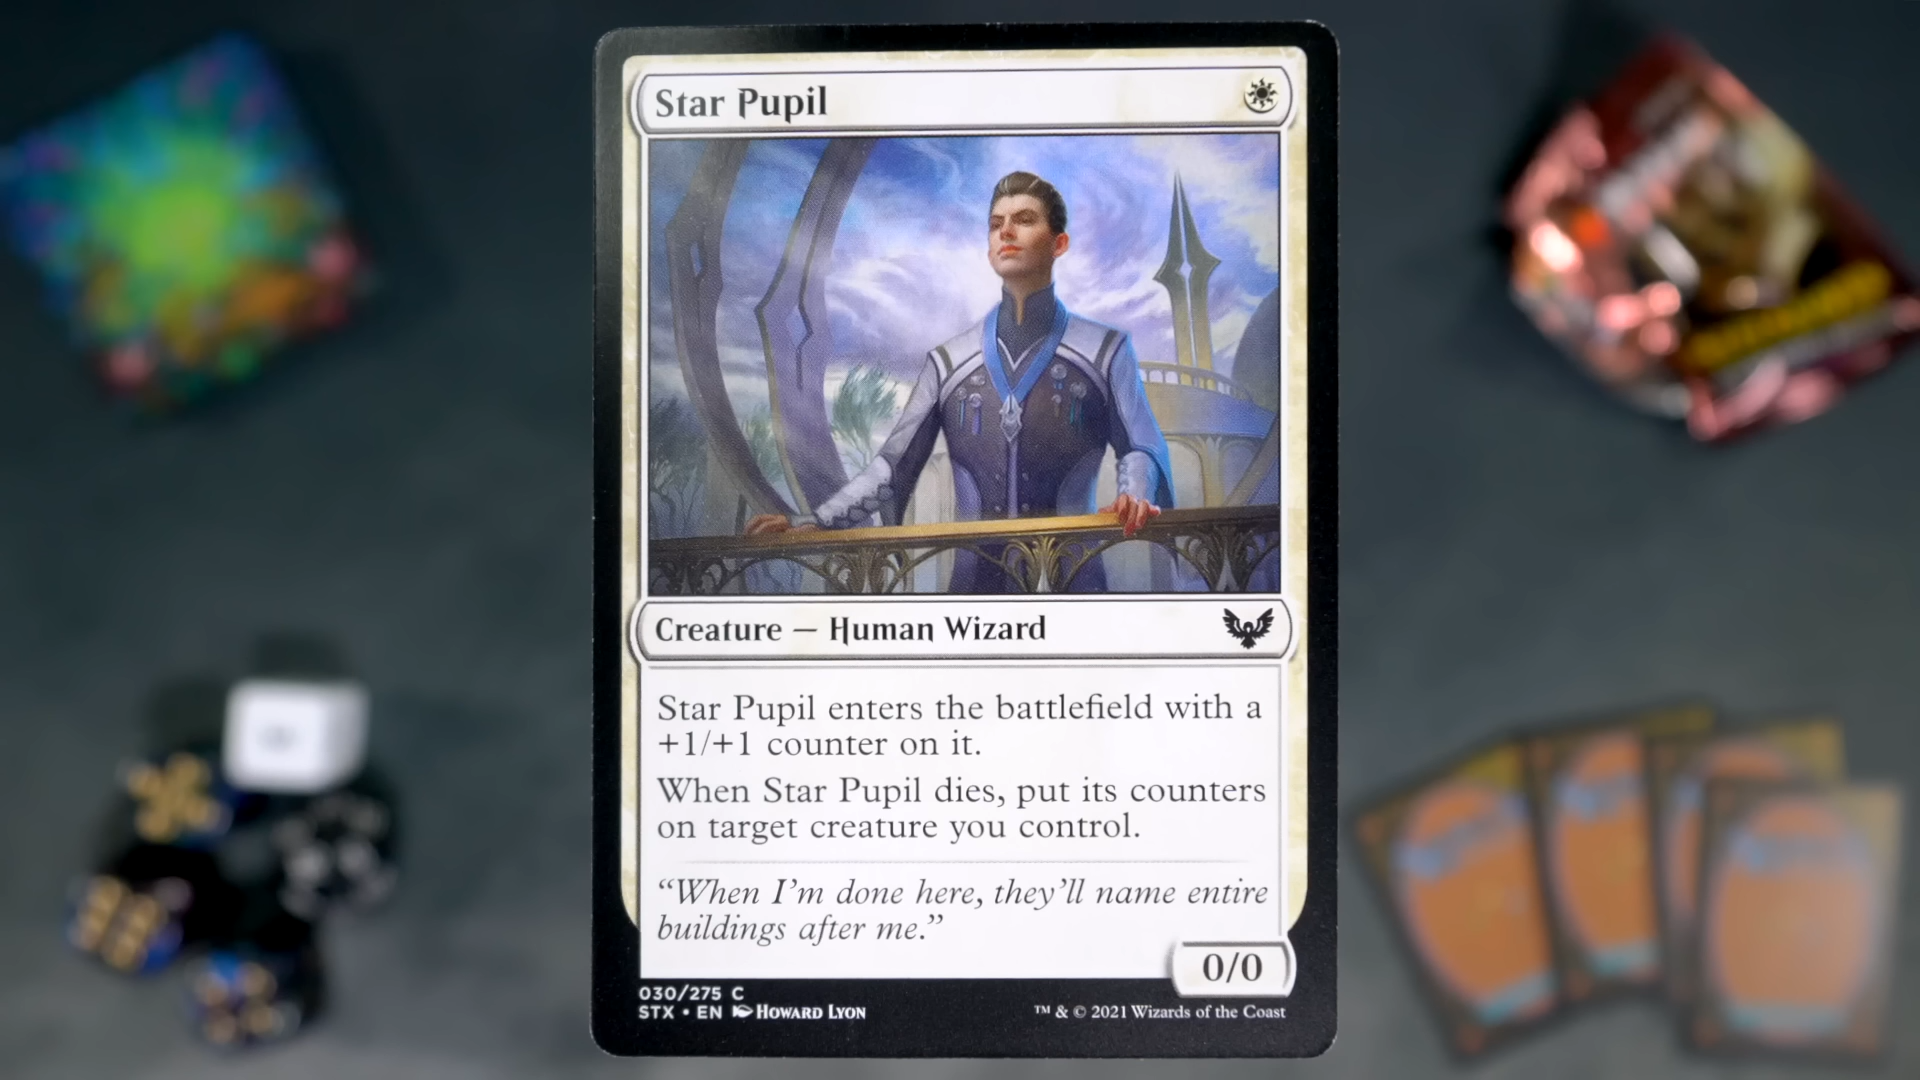 Star Pupil
Creature — Human Wizard
Star Pupil enters the battlefield with a
+1/+1 counter on it.
When Star Pupil dies, put its counters
on target creature you control.
“When I’m done here, they’ll name entire
buildings after me.”
0/0
030/275 C
STX • EN Howard Lyon
™ & © 2021 Wizards of the Coast